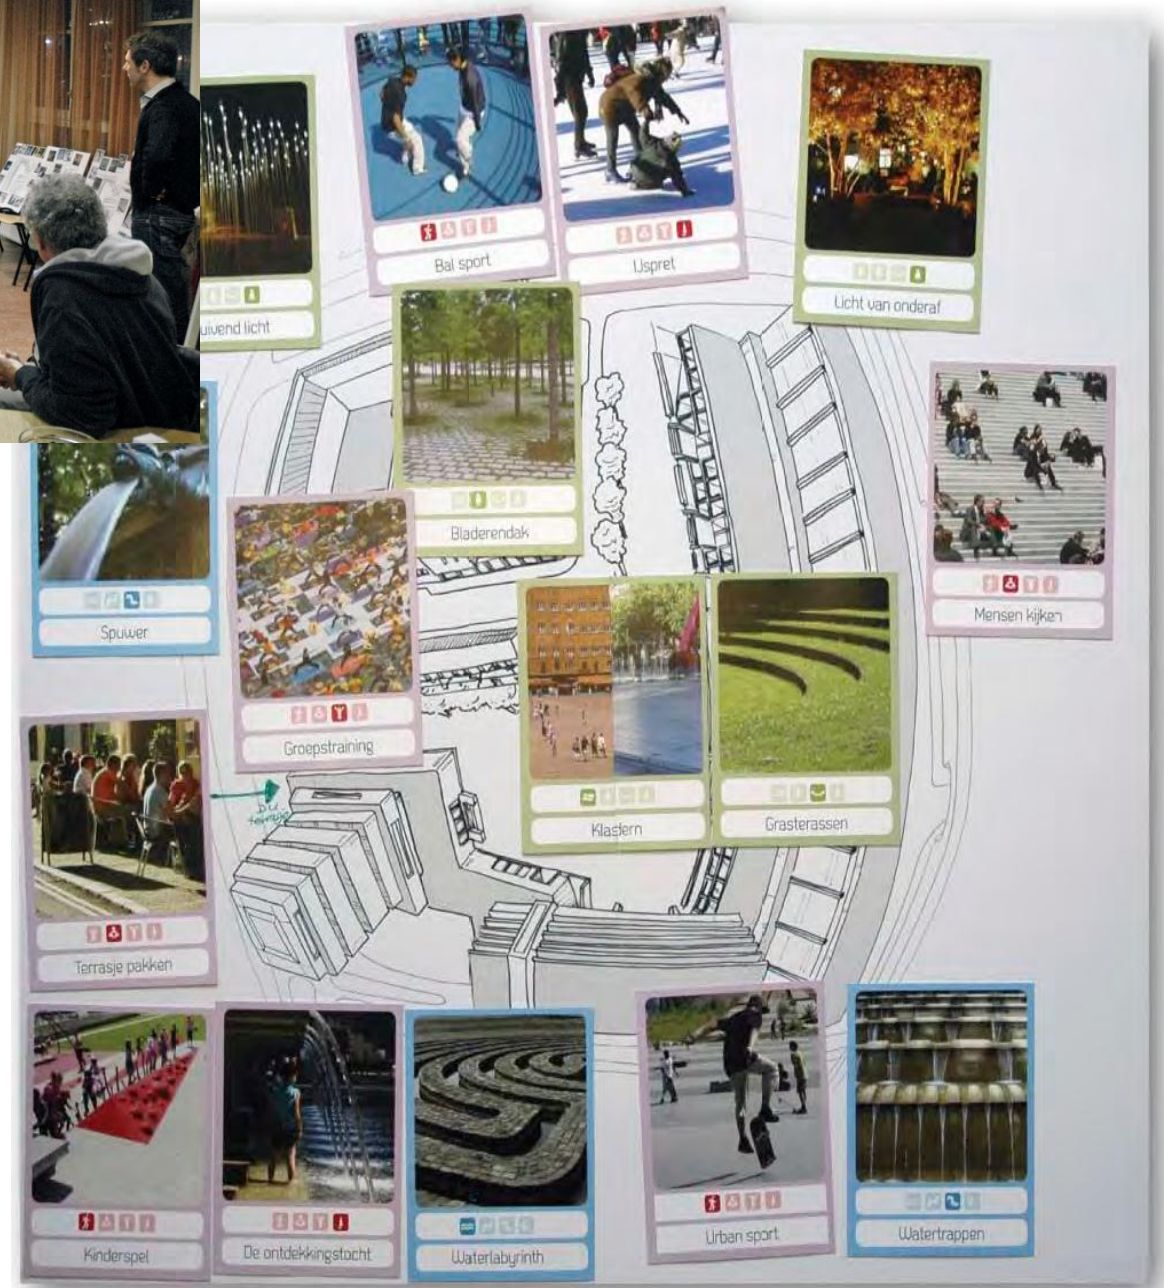 Bal sport
IJspret
Licht van onderaf
uivend licht
Bladerendak
Mensen kijken
Spuwer
Groepstraining
Klasfern
Grasterassen
Terrasje pakken
Kinderspel
De ontdekkingstocht
Waterlabyrinth
Urban sport
Watertrappen